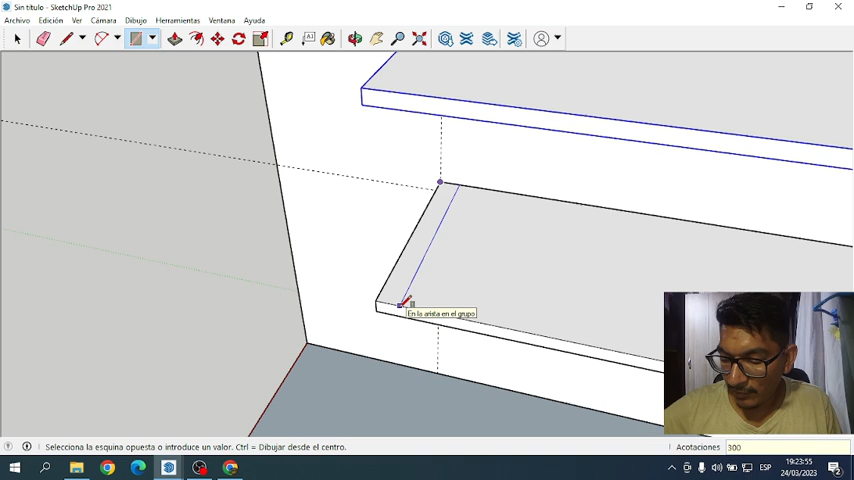 Sin título - SketchUp Pro 2021
Archivo Edición Ver Cámara Dibujo Herramientas Ventana Ayuda
A1
En la arista en el grupo
Selecciona la esquina opuesta o introduce un valor. Ctrl = Dibujar desde el centro.
Acotaciones 300
ESP
19:23:55
24/03/2023
2